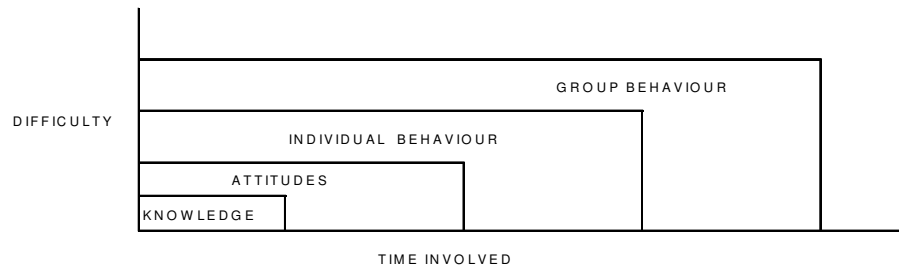 GROUP BEHAVIOUR
DIFFICULTY
INDIVIDUAL BEHAVIOUR
ATTITUDES
KNOWLEDGE
TIME INVOLVED